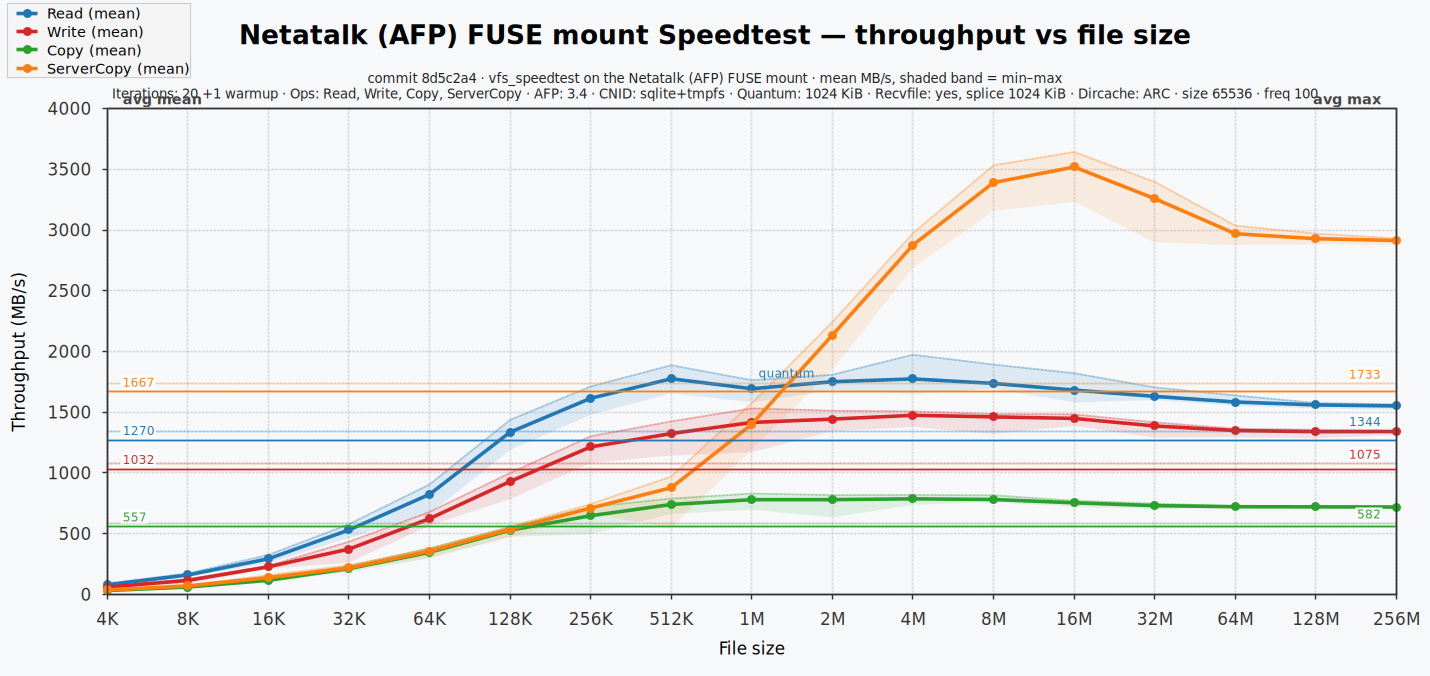 Read (mean)
Write (mean)
Copy (mean)
ServerCopy (mean)
Netatalk (AFP) FUSE mount Speedtest — throughput vs file size
commit 8d5c2a4 · vfs_speedtest on the Netatalk (AFP) FUSE mount · mean MB/s, shaded band = min–max
Iterations: 20 +1 warmup · Ops: Read, Write, Copy, ServerCopy · AFP: 3.4 · CNID: sqlite+tmpfs · Quantum: 1024 KiB · Recvfile: yes, splice 1024 KiB · Dircache: ARC · size 65536 · freq 100
avg mean
avg max
4000
3500
3000
2500
2000
1500
1000
500
0
Throughput (MB/s)
quantum
1667
1270
1032
557
1733
1344
1075
582
4K 8K 16K 32K 64K 128K 256K 512K 1M 2M 4M 8M 16M 32M 64M 128M 256M
File size